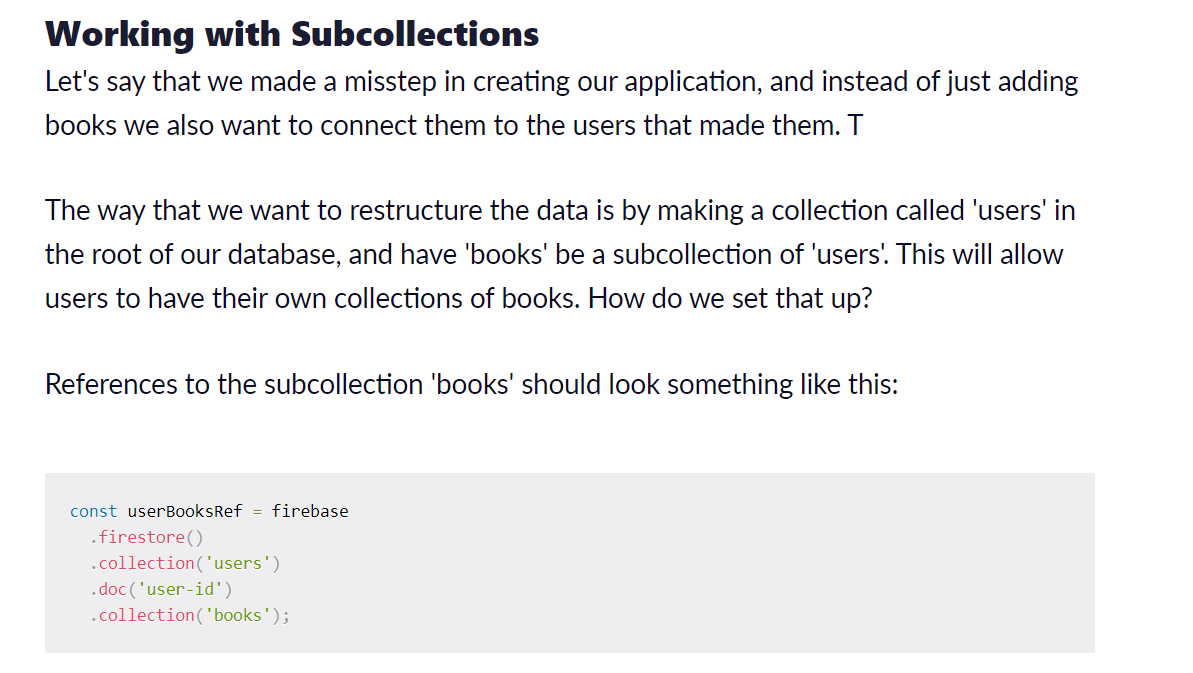 Working with Subcollections
Let's say that we made a misstep in creating our application, and instead of just adding
books we also want to connect them to the users that made them. T
The way that we want to restructure the data is by making a collection called 'users' in
the root of our database, and have 'books' be a subcollection of 'users'. This will allow
users to have their own collections of books. How do we set that up?
References to the subcollection 'books' should look something like this:
const userBooksRef = firebase
  .firestore()
  .collection('users')
  .doc('user-id')
  .collection('books');